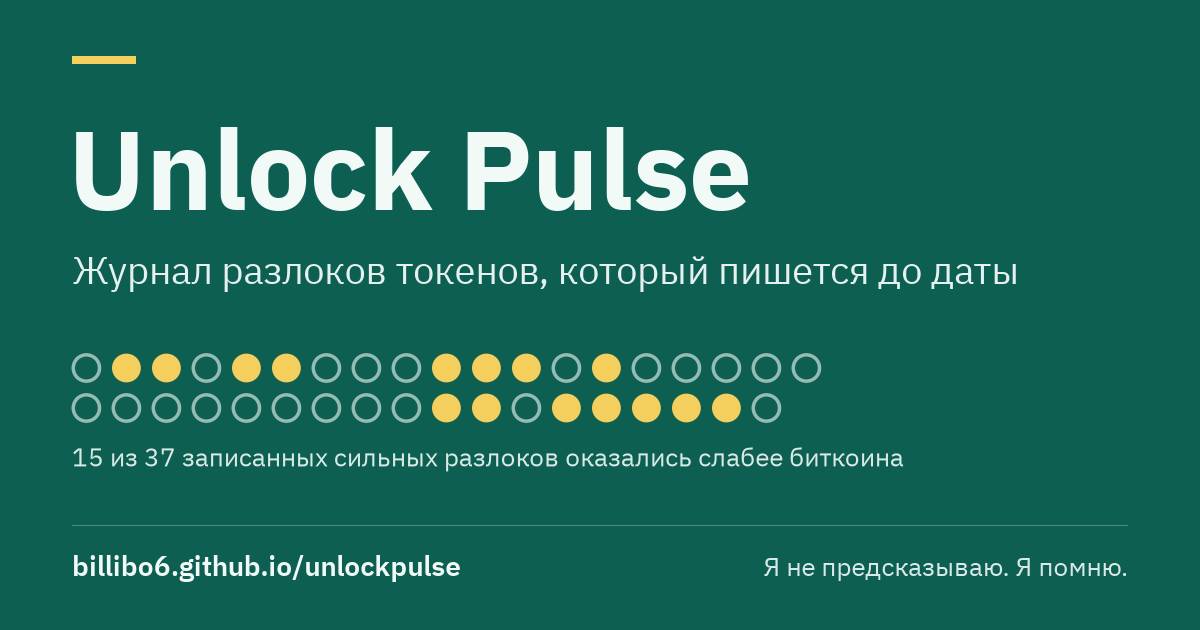 Unlock Pulse
Журнал разлоков токенов, который пишется до даты
15 из 37 записанных сильных разлоков оказались слабее биткоина
billibo6.github.io/unlockpulse
Я не предсказываю. Я помню.